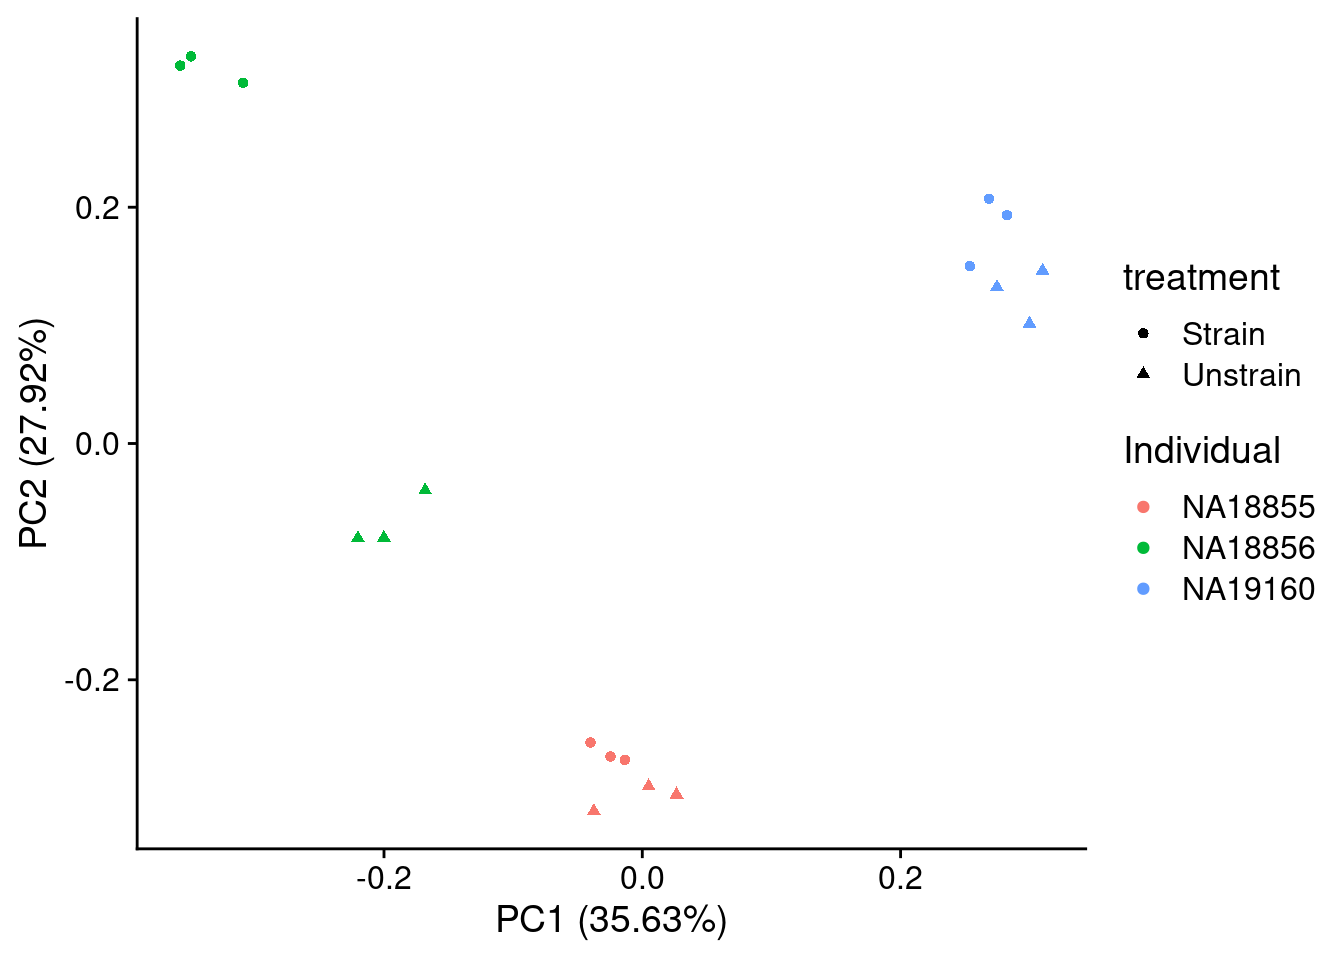 0.2
0.0
-0.2
PC2 (27.92%)
-0.2
0.0
0.2
PC1 (35.63%)
treatment
Strain
Unstrain
Individual
NA18855
NA18856
NA19160